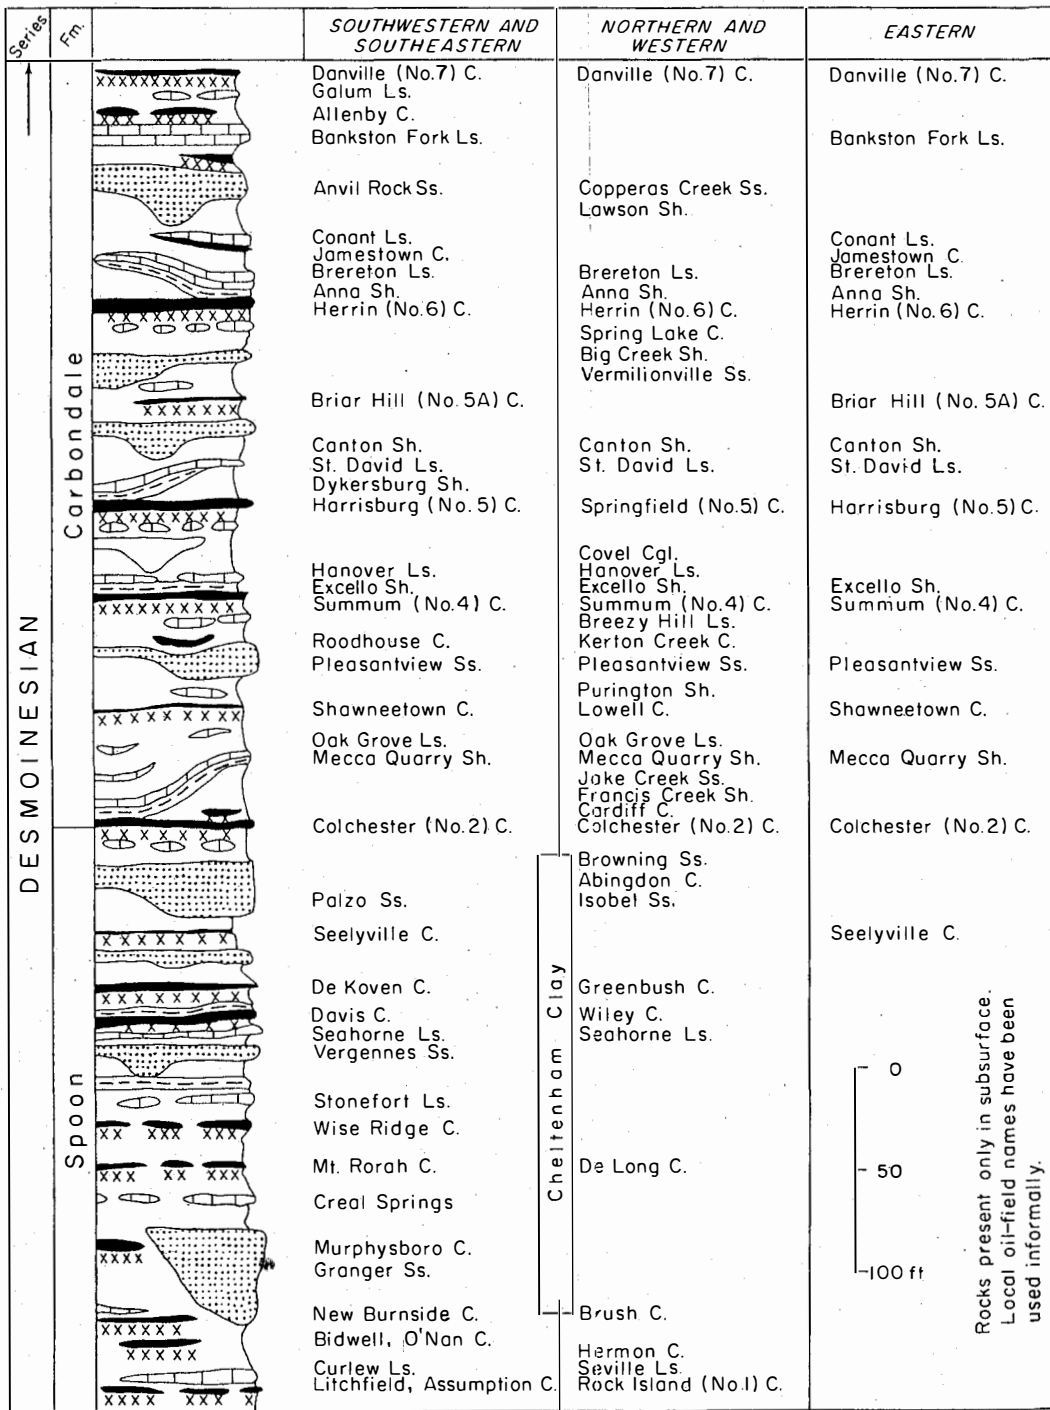 Series
Fm.
SOUTHWESTERN AND
SOUTHEASTERN
NORTHERN AND
WESTERN
EASTERN
DESMOINESIAN
Carbondale
Spoon
Danville (No.7) C.
Galum Ls.
Allenby C.
Bankston Fork Ls.
Anvil Rock Ss.
Conant Ls.
Jamestown C.
Brereton Ls.
Anna Sh.
Herrin (No.6) C.
Briar Hill (No. 5A) C.
Canton Sh.
St. David Ls.
Dykersburg Sh.
Harrisburg (No. 5) C.
Hanover Ls.
Excello Sh.
Summum (No.4) C.
Roodhouse C.
Pleasantview Ss.
Shawneetown C.
Oak Grove Ls.
Mecca Quarry Sh.
Colchester (No.2) C.
Palzo Ss.
Seelyville C.
De Koven C.
Davis C.
Seahorne Ls.
Vergennes Ss.
Stonefort Ls.
Wise Ridge C.
Mt. Rorah C.
Creal Springs
Murphysboro C.
Granger Ss.
New Burnside C.
Bidwell, O'Nan C.
Curlew Ls.
Litchfield, Assumption C.
Danville (No.7) C.
Copperas Creek Ss.
Lawson Sh.
Brereton Ls.
Anna Sh.
Herrin (No.6) C.
Spring Lake C.
Big Creek Sh.
Vermilionville Ss.
Canton Sh.
St. David Ls.
Springfield (No.5) C.
Covel Cgl.
Hanover Ls.
Excello Sh.
Summum (No.4) C.
Breezy Hill Ls.
Kerton Creek C.
Pleasantview Ss.
Purington Sh.
Lowell C.
Oak Grove Ls.
Mecca Quarry Sh.
Jake Creek Ss.
Francis Creek Sh.
Cardiff C.
Colchester (No.2) C.
Browning Ss.
Abingdon C.
Isabel Ss.
Cheltenham Clay
Greenbush C.
Wiley C.
Seahorne Ls.
De Long C.
Brush C.
Hermon C.
Seville Ls.
Rock Island (No.1) C.
Danville (No.7) C.
Bankston Fork Ls.
Conant Ls.
Jamestown C.
Brereton Ls.
Anna Sh.
Herrin (No.6) C.
Briar Hill (No. 5A) C.
Canton Sh.
St. David Ls.
Harrisburg (No.5) C.
Excello Sh.
Summum (No.4) C.
Pleasantview Ss.
Shawneetown C.
Mecca Quarry Sh.
Colchester (No.2) C.
Seelyville C.
0
50
100 ft
Rocks present only in subsurface.
Local oil-field names have been
used informally.